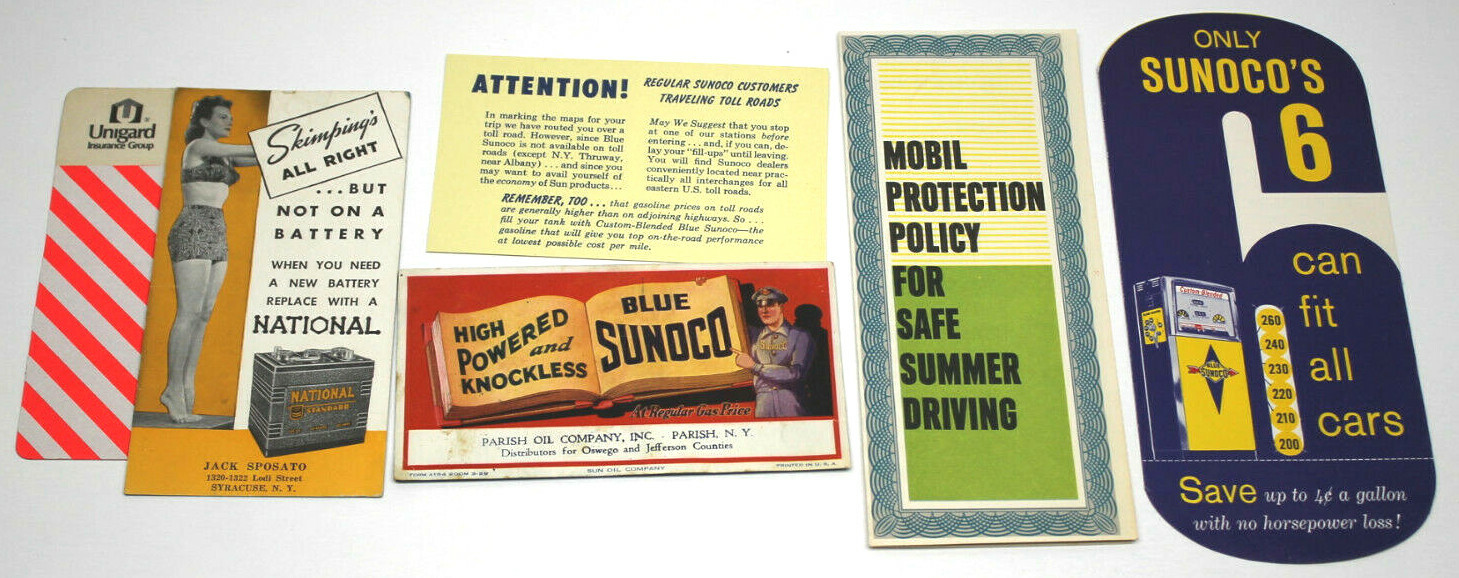 Unigard
Insurance Group
Skimping's
ALL RIGHT
...BUT
NOT ON A
BATTERY
WHEN YOU NEED
A NEW BATTERY
REPLACE WITH A
NATIONAL
NATIONAL
STANDARD
JACK SPOSATO
1320-1322 Lodi Street
SYRACUSE, N. Y.
ATTENTION!
In marking the maps for your
trip we have routed you over a
toll road. However, since Blue
Sunoco is not available on toll
roads (except N.Y. Thruway,
near Albany) ... and since you
may want to avail yourself of
the economy of Sun products...
REGULAR SUNOCO CUSTOMERS
TRAVELING TOLL ROADS
May We Suggest that you stop
at one of our stations before
entering ... and, if you can, de-
lay your "fill-ups" until leaving.
You will find Sunoco dealers
conveniently located near prac-
tically all interchanges for all
eastern U.S. toll roads.
REMEMBER, TOO ... that gasoline prices on toll roads
are generally higher than on adjoining highways. So ...
fill your tank with Custom-Blended Blue Sunoco—the
gasoline that will give you top on-the-road performance
at lowest possible cost per mile.
HIGH
POWERED
and
KNOCKLESS
BLUE
SUNOCO
SUNOCO
At Regular Gas Price
PARISH OIL COMPANY, INC. - PARISH, N. Y.
Distributors for Oswego and Jefferson Counties
SUN OIL COMPANY
PRINTED IN U. S. A.
MOBIL
PROTECTION
POLICY
FOR
SAFE
SUMMER
DRIVING
ONLY
SUNOCO'S
6
can
fit
all
cars
Custom Blended
BLUE
SUNOCO
260
240
230
220
210
200
Save up to 4¢ a gallon
with no horsepower loss!